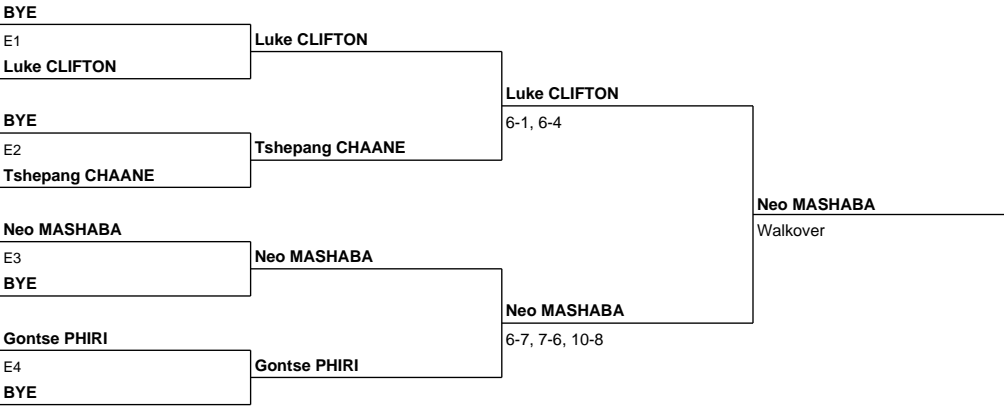 BYE
E1
Luke CLIFTON
Luke CLIFTON
BYE
E2
Tshepang CHAANE
Tshepang CHAANE
Luke CLIFTON
6-1, 6-4
Neo MASHABA
E3
BYE
Neo MASHABA
Gontse PHIRI
E4
BYE
Gontse PHIRI
Neo MASHABA
6-7, 7-6, 10-8
Neo MASHABA
Walkover